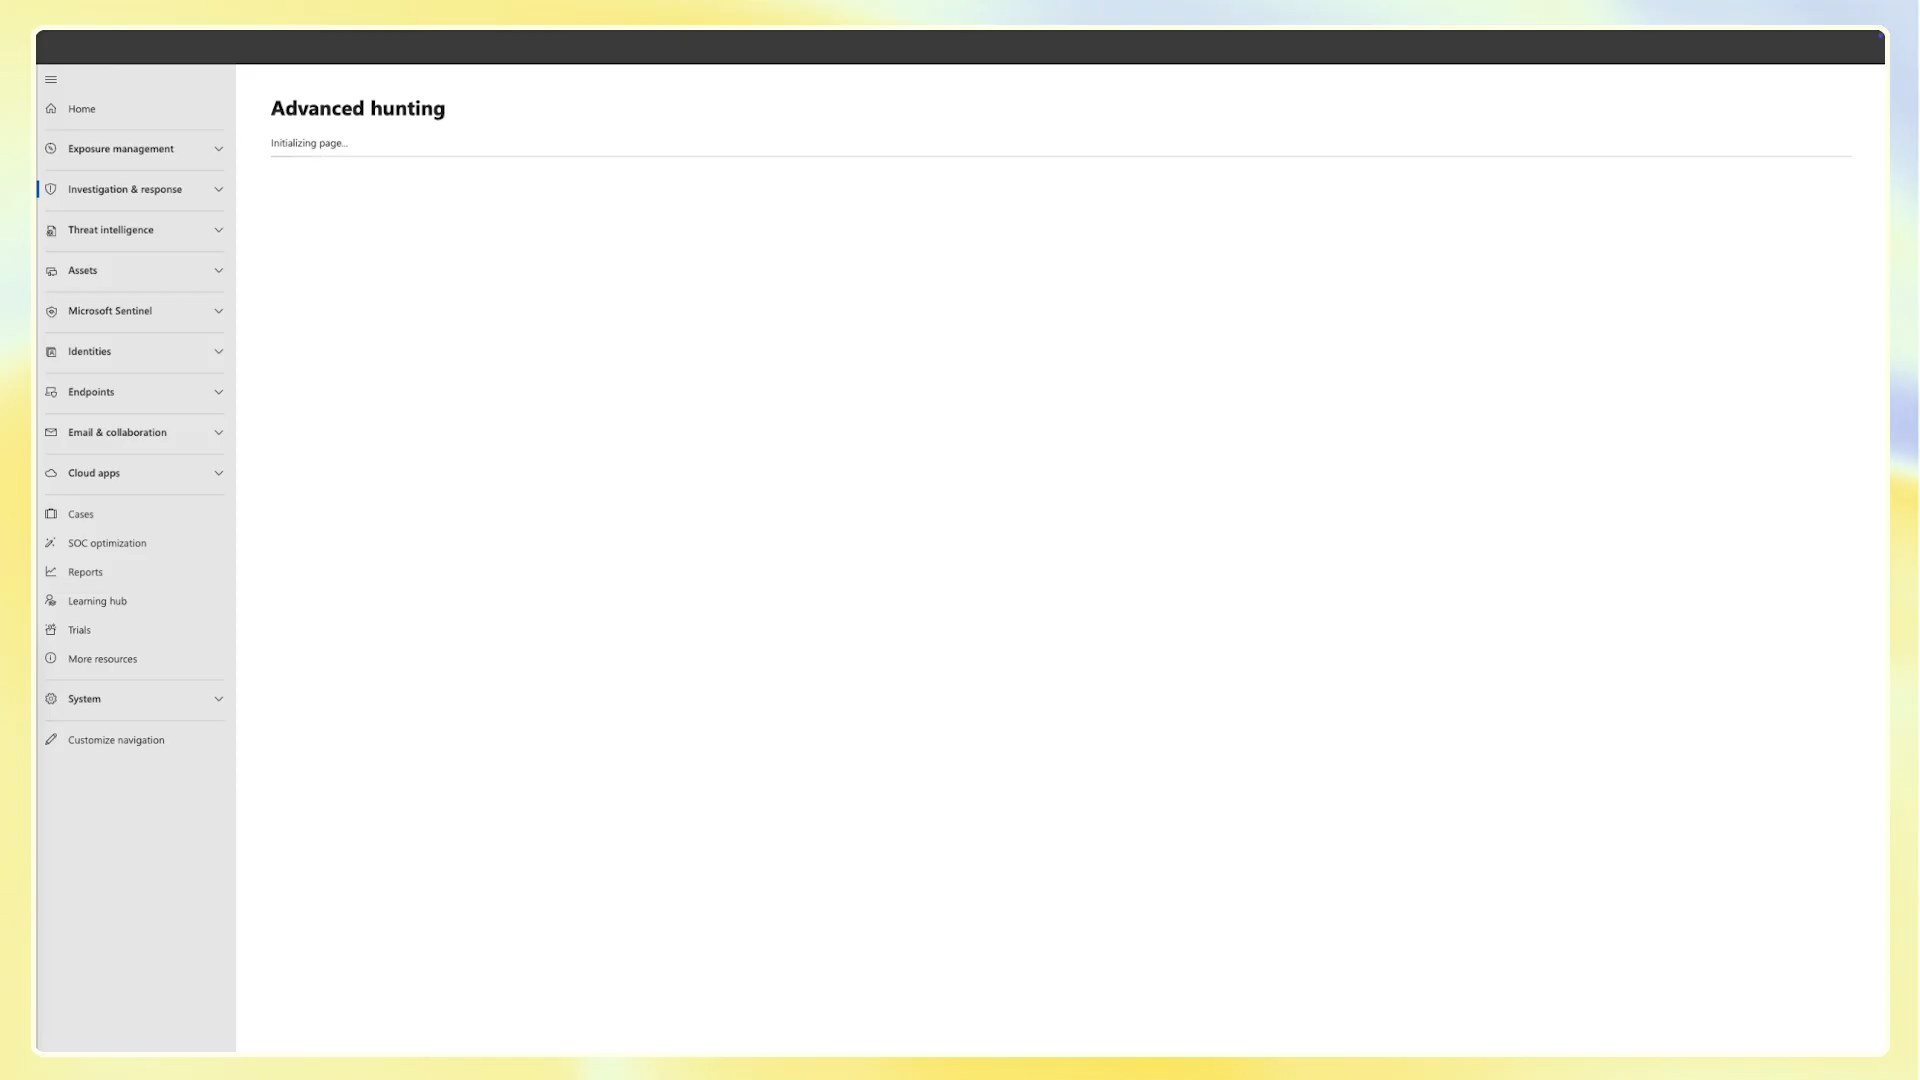 Home
Exposure management
Investigation & response
Threat intelligence
Assets
Microsoft Sentinel
Identities
Endpoints
Email & collaboration
Cloud apps
Cases
SOC optimization
Reports
Learning hub
Trials
More resources
System
Customize navigation
Advanced hunting
Initializing page...